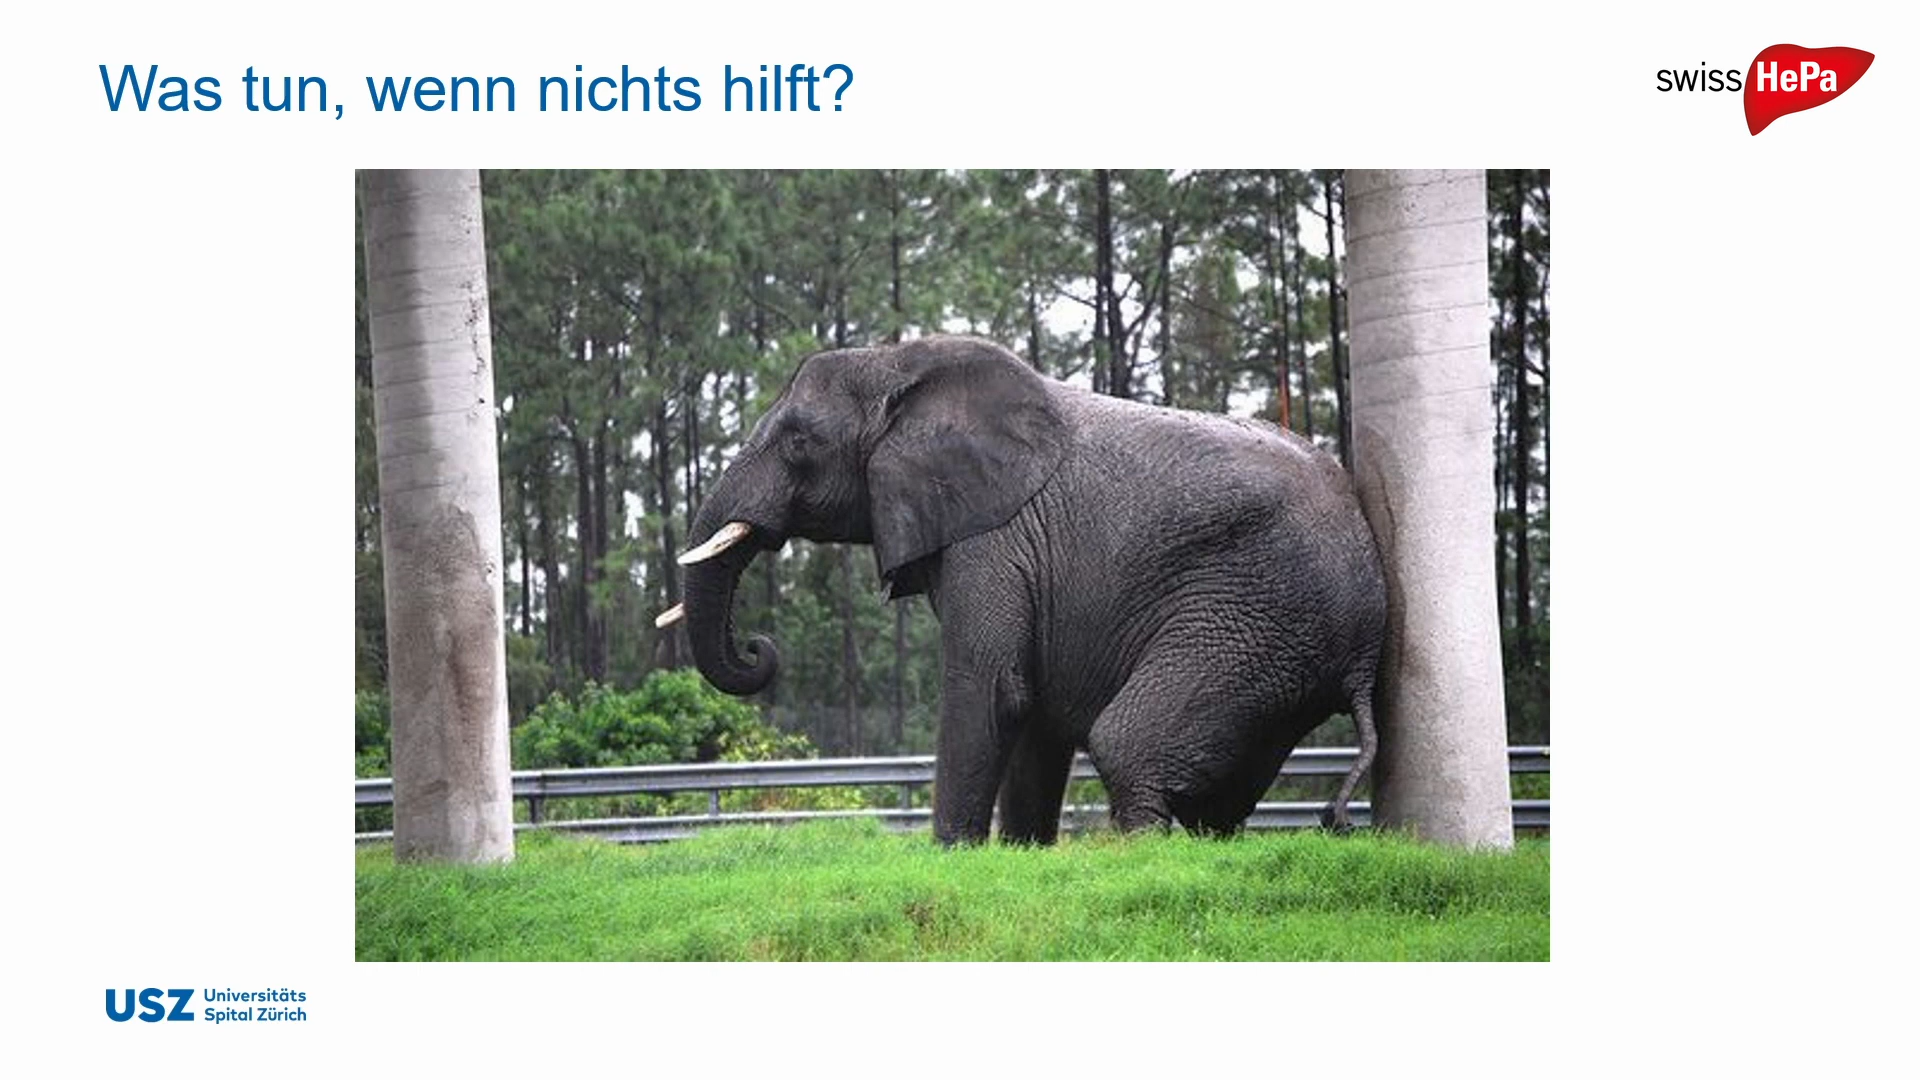 Was tun, wenn nichts hilft?
swiss HePa
USZ Universitäts
Spital Zürich